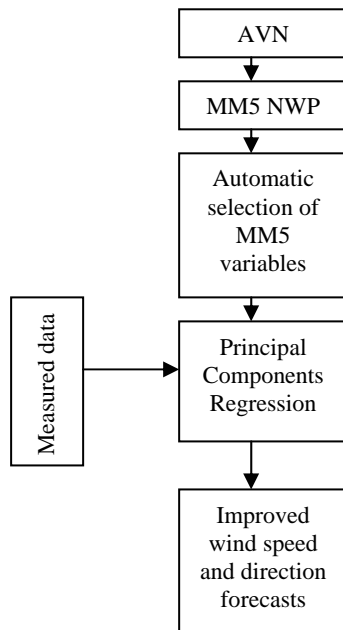 AVN
MM5 NWP
Automatic
selection of
MM5
variables
Measured data
Principal
Components
Regression
Improved
wind speed
and direction
forecasts